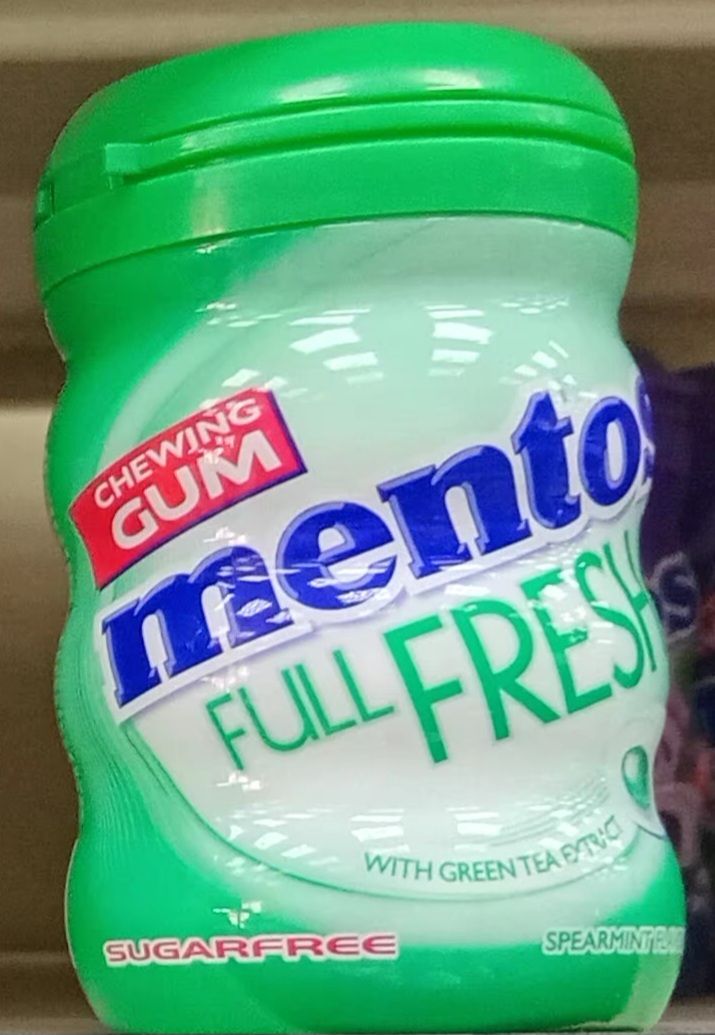 CHEWING
GUM
mentos
FULL FRESH
WITH GREEN TEA EXTRACT
SUGARFREE
SPEARMINT